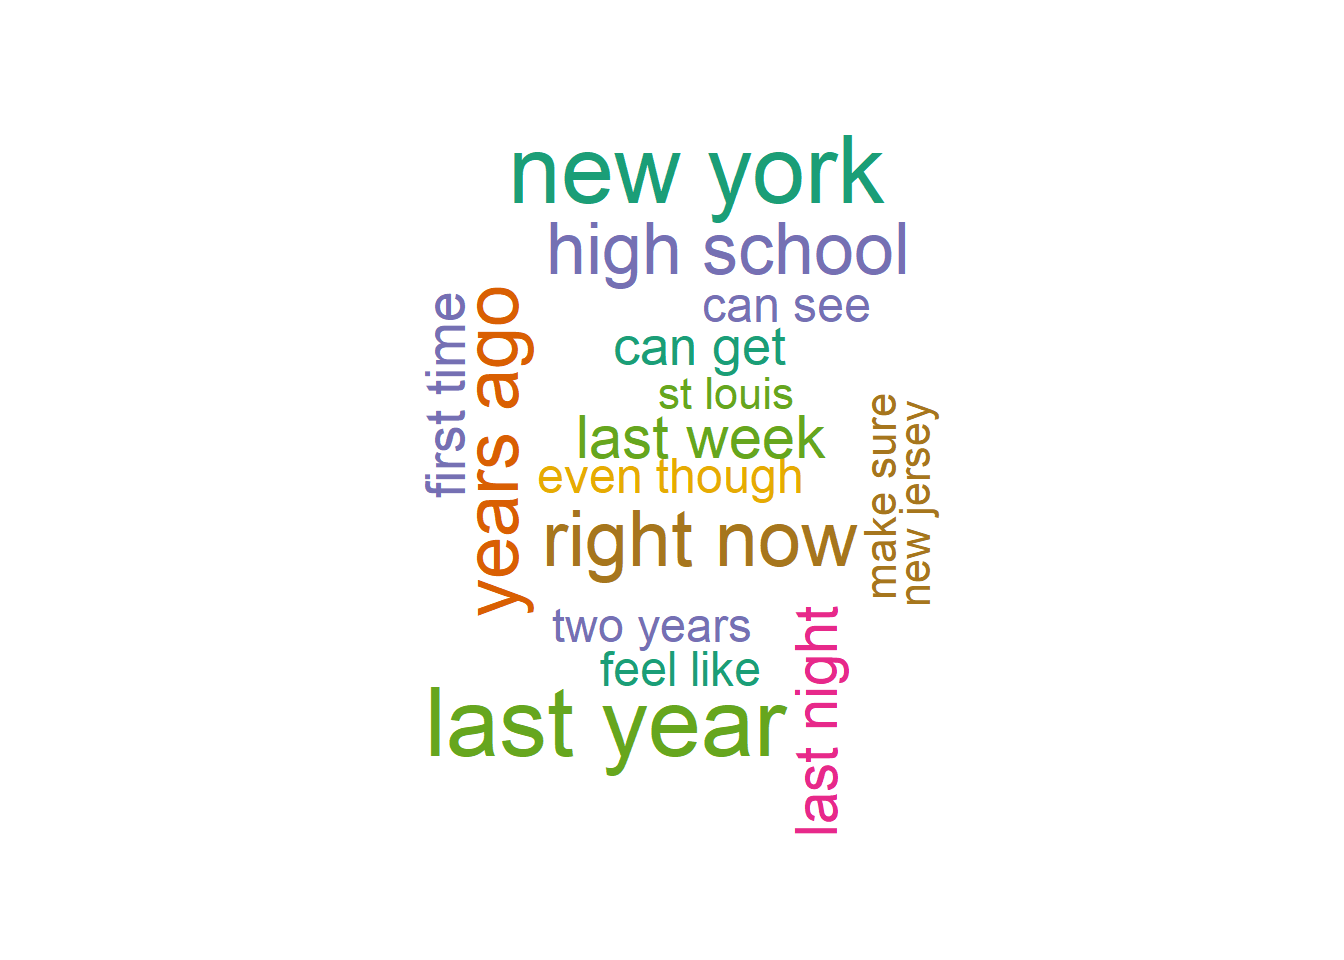 new york
high school
can see
first time
years ago
can get
st louis
last week
even though
make sure
new jersey
right now
two years
feel like
last year
last night